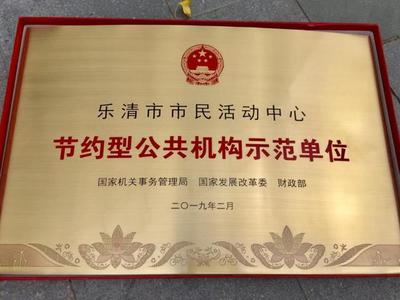 乐清市市民活动中心
节约型公共机构示范单位
国家机关事务管理局 国家发展改革委 财政部
二〇一九年二月